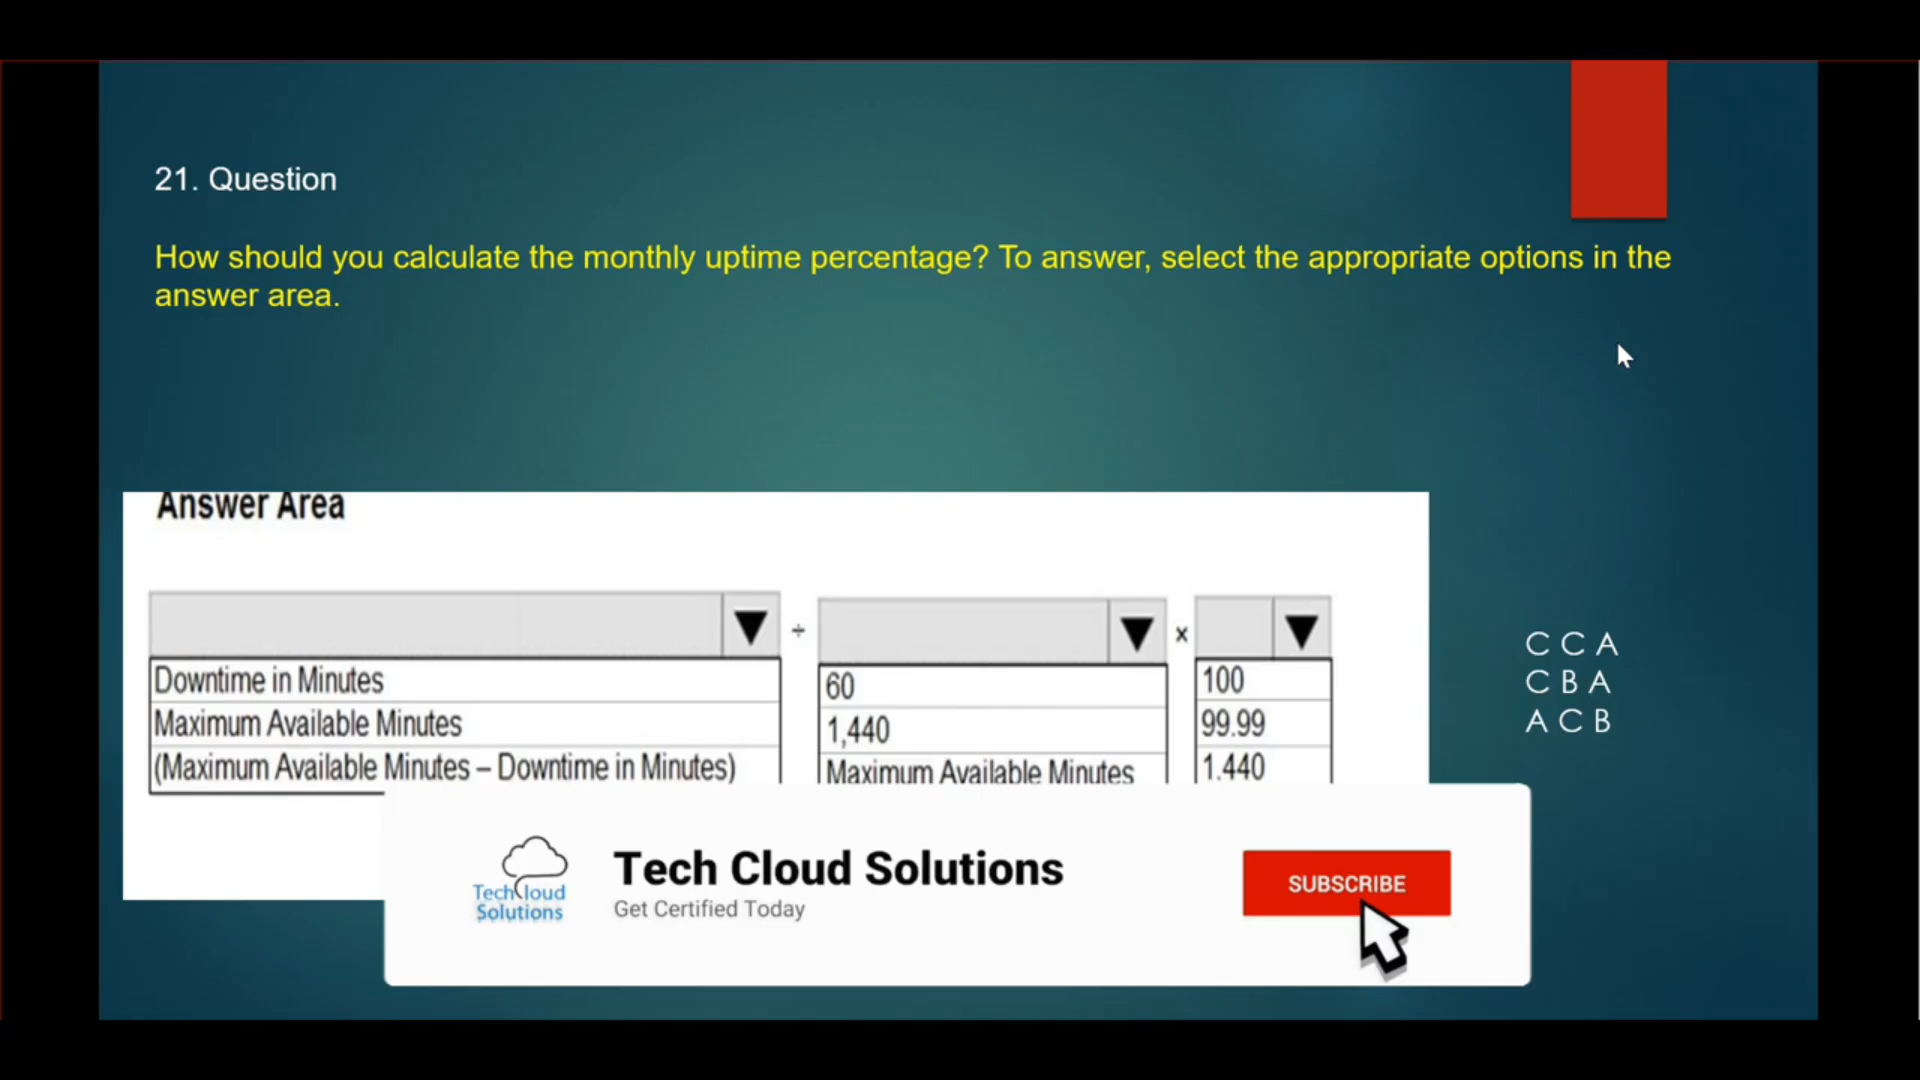 21. Question
How should you calculate the monthly uptime percentage? To answer, select the appropriate options in the
answer area.
Answer Area
÷
x
Downtime in Minutes
Maximum Available Minutes
(Maximum Available Minutes – Downtime in Minutes)
60
1,440
Maximum Available Minutes
100
99.99
1.440
C C A
C B A
A C B
Tech Cloud Solutions
Get Certified Today
Tech loud
Solutions
SUBSCRIBE